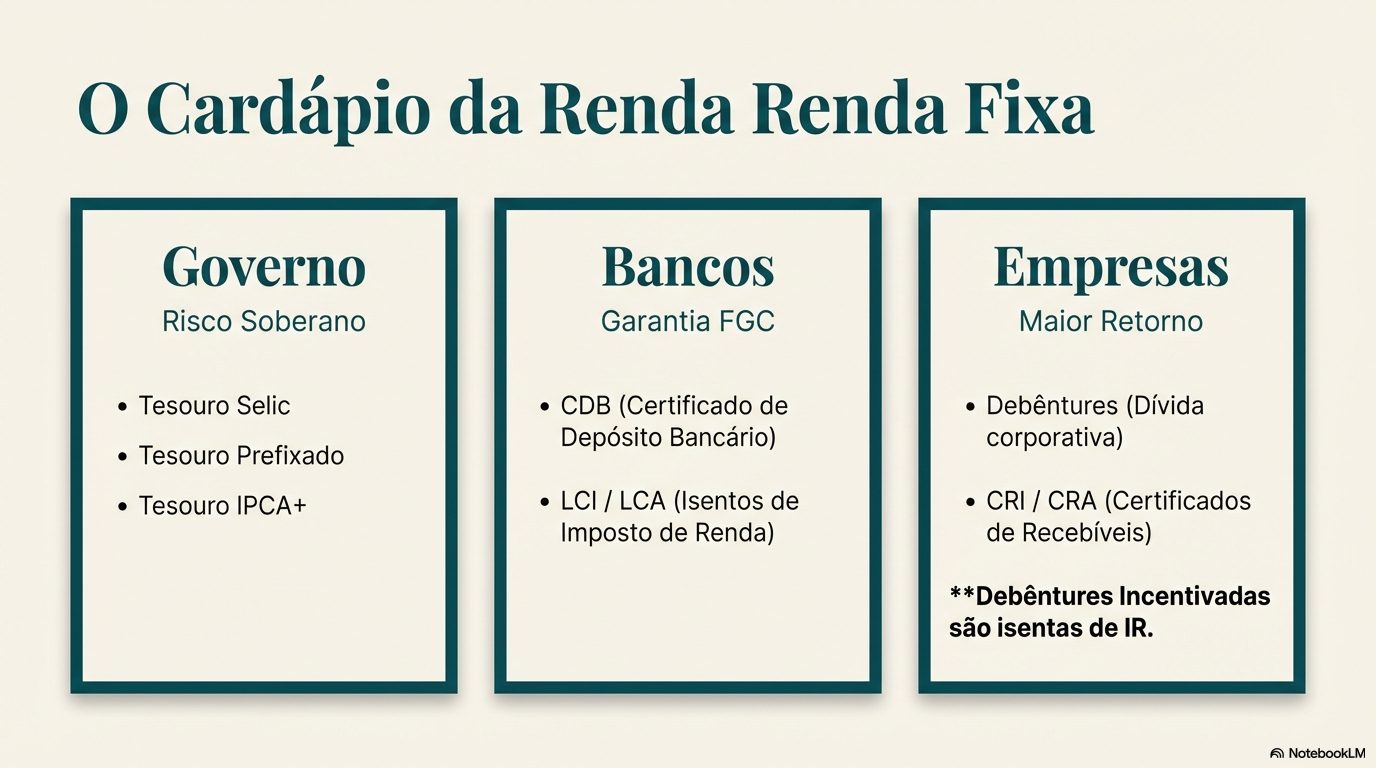 O Cardápio da Renda Renda Fixa
Governo
Risco Soberano
• Tesouro Selic
• Tesouro Prefixado
• Tesouro IPCA+
Bancos
Garantia FGC
• CDB (Certificado de
Depósito Bancário)
• LCI / LCA (Isentos de
Imposto de Renda)
Empresas
Maior Retorno
• Debêntures (Dívida
corporativa)
• CRI / CRA (Certificados
de Recebíveis)
**Debêntures Incentivadas
são isentas de IR.
NotebookLM